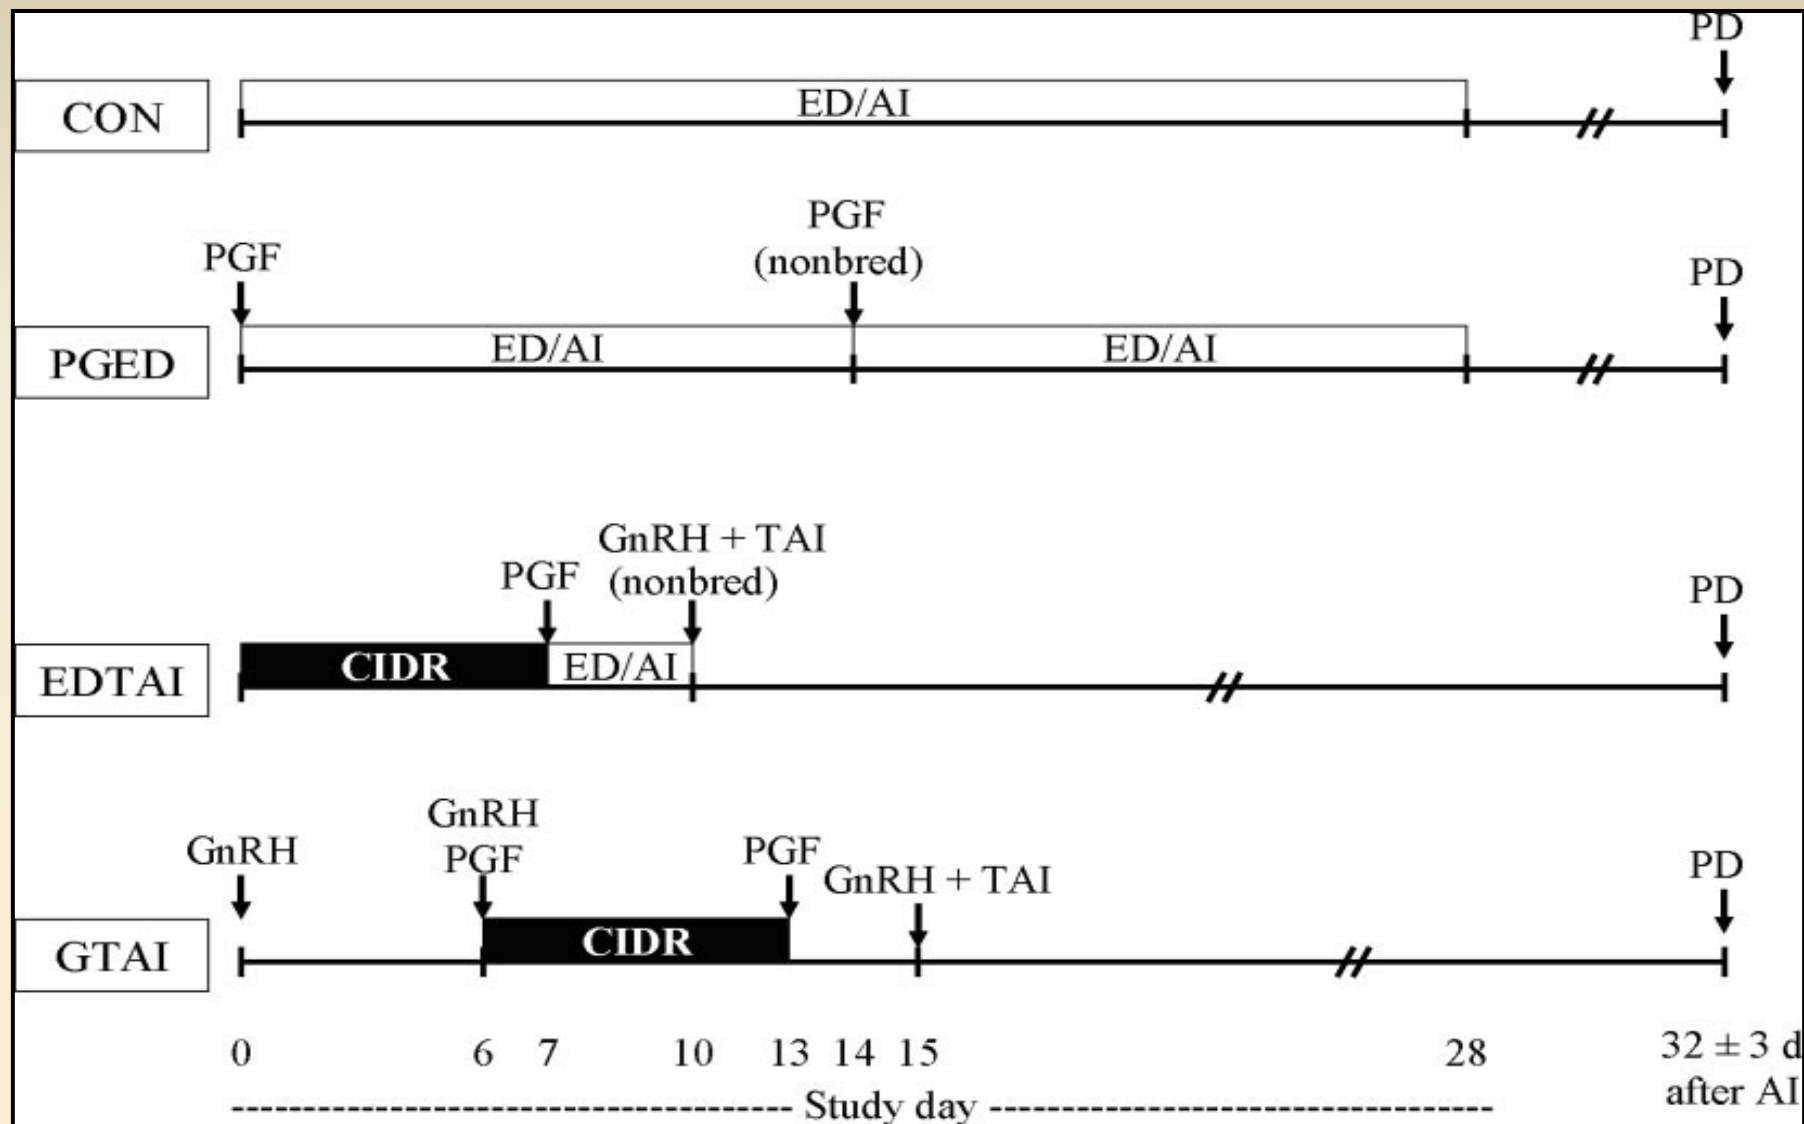 PD
CON
ED/AI
PGF
PGF
(nonbred)
PD
PGED
ED/AI
ED/AI
PGF
GnRH + TAI
(nonbred)
PD
EDTAI
CIDR
ED/AI
GnRH
GnRH
PGF
PGF
GnRH + TAI
PD
GTAI
CIDR
0 6 7 10 13 14 15 28
32 ± 3 d
after AI
Study day